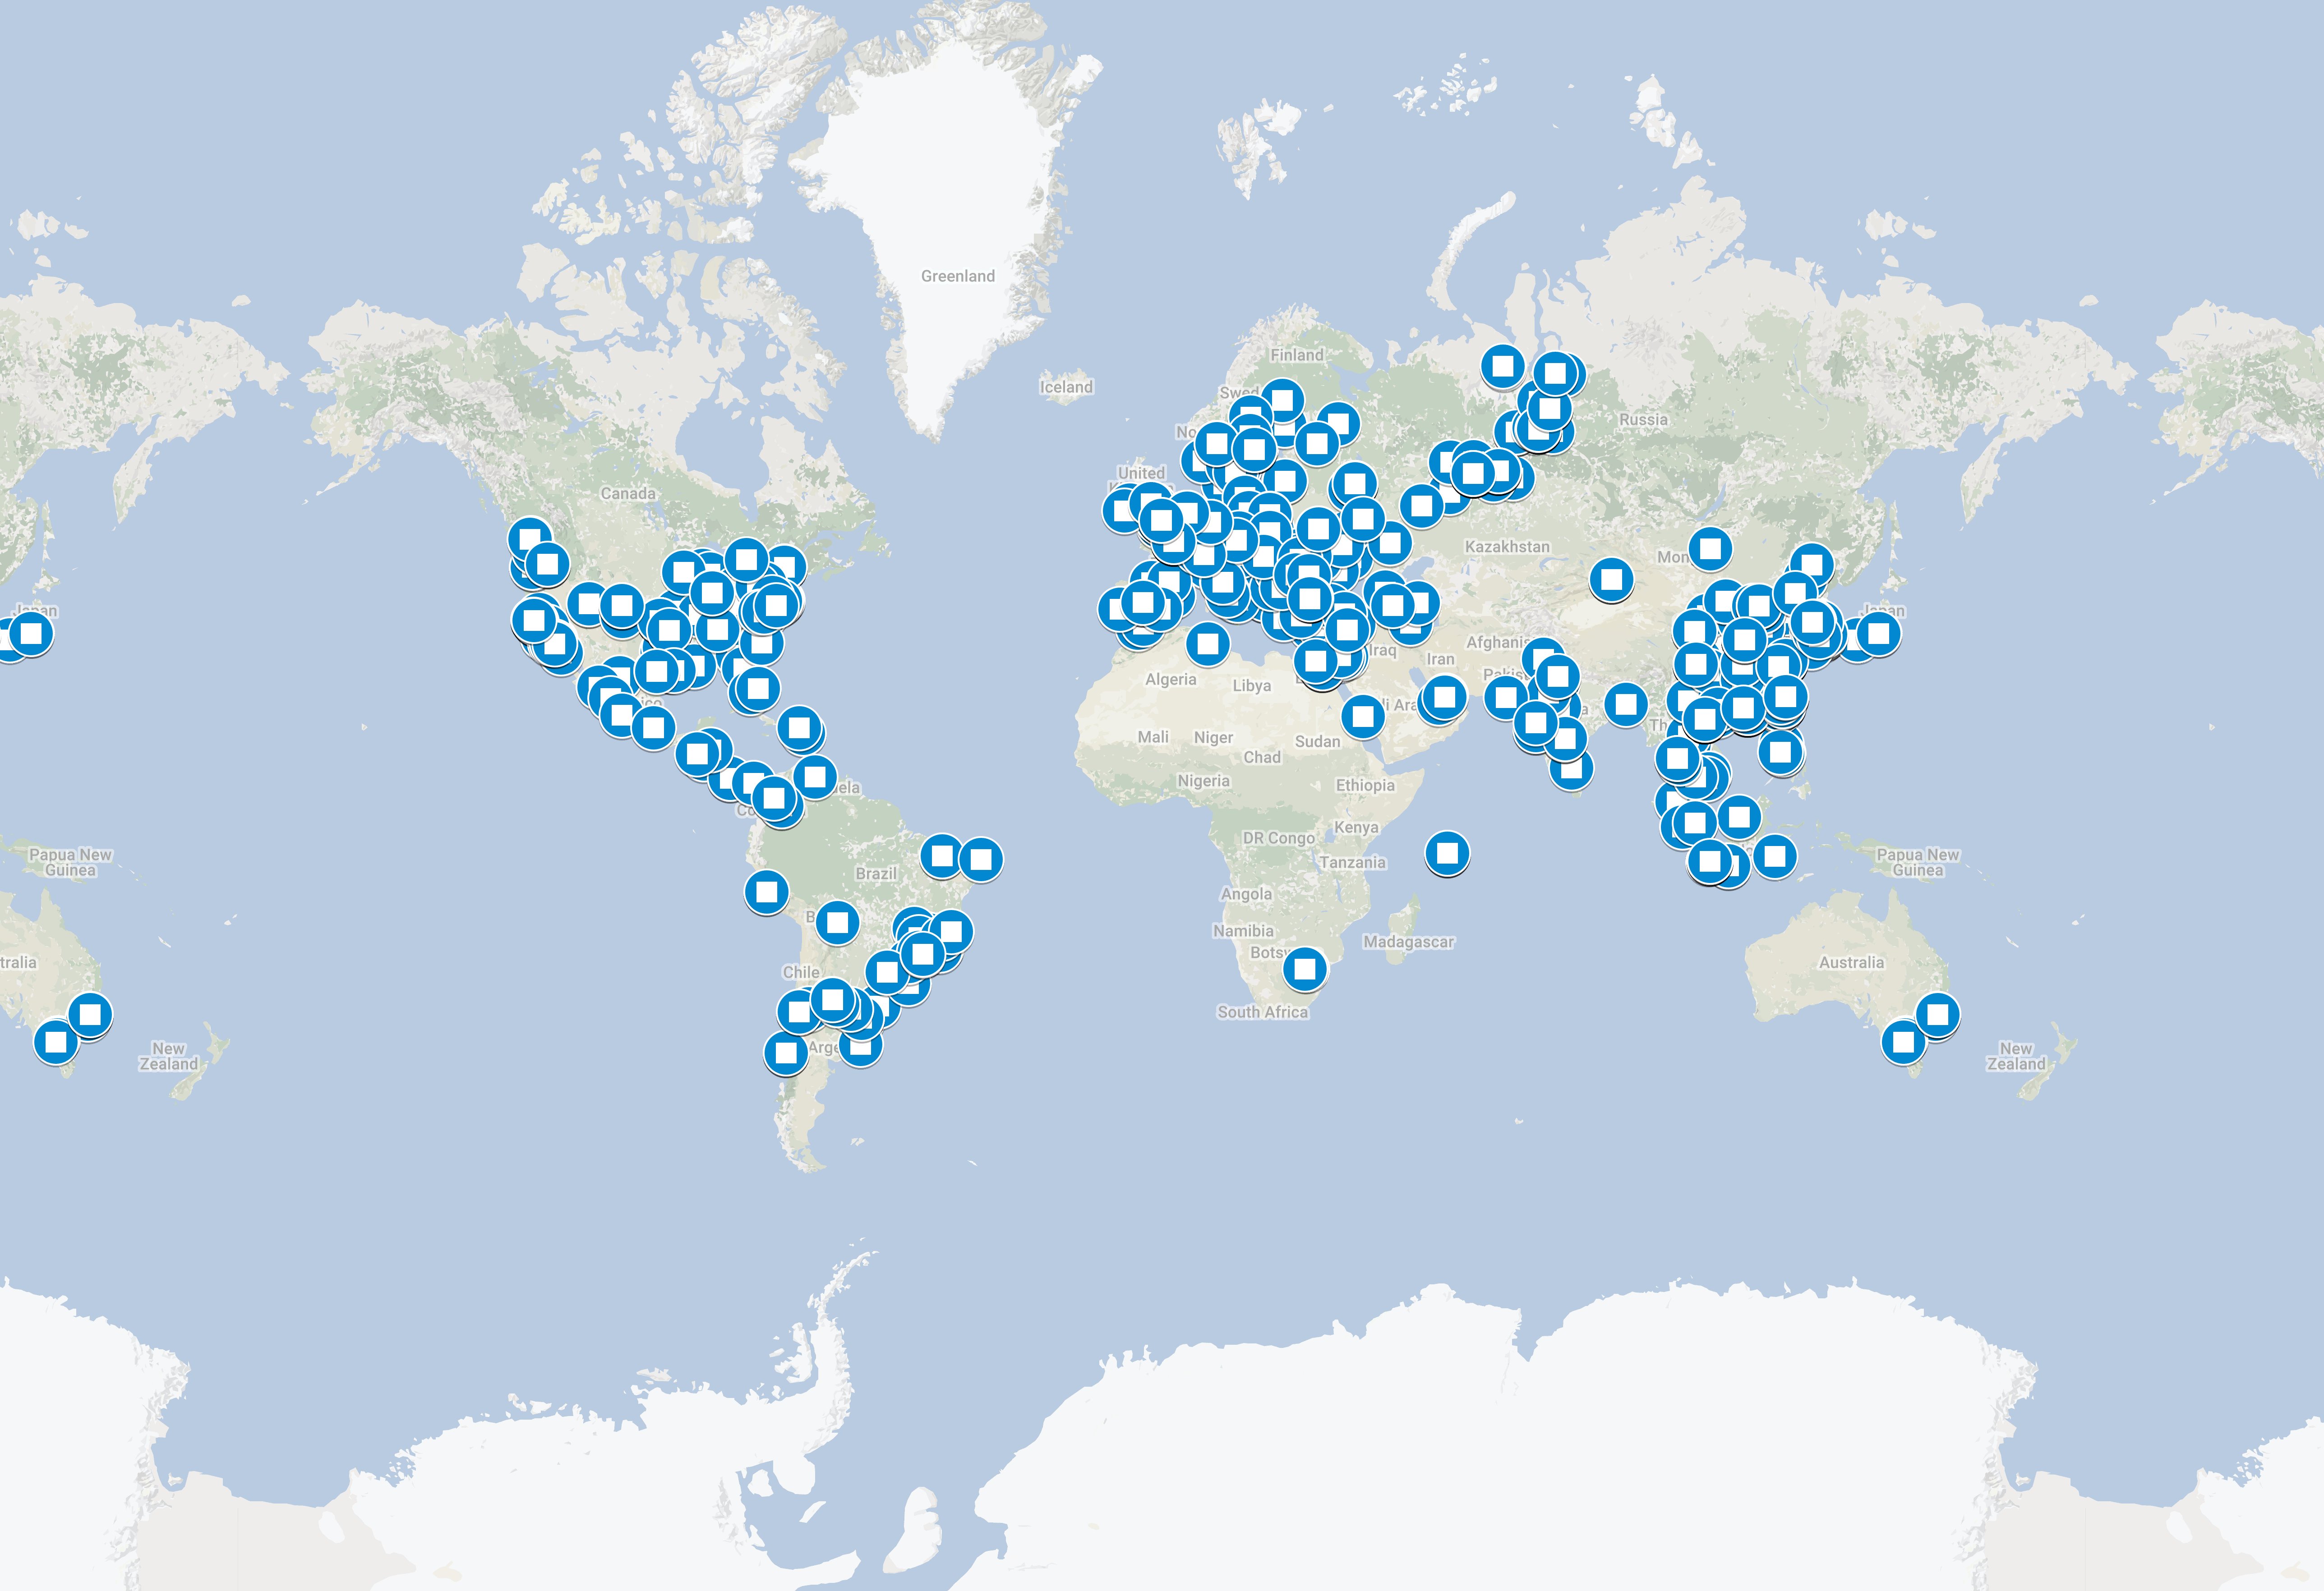 Greenland
Finland
Iceland
Swed
Russia
No
United
Canada
Kazakhstan
Mon
Japan
Japan
Afghanis
Iraq
Iran
Algeria
Libya
Pakis
ico
di Ara
Th
Mali
Niger
Sudan
Chad
Nigeria
Ethiopia
ela
Co
Kenya
DR Congo
Tanzania
Papua New
Guinea
Papua New
Guinea
Brazil
Angola
B
Namibia
Botsw
Madagascar
tralia
Australia
Chile
South Africa
Arge
New
Zealand
New
Zealand